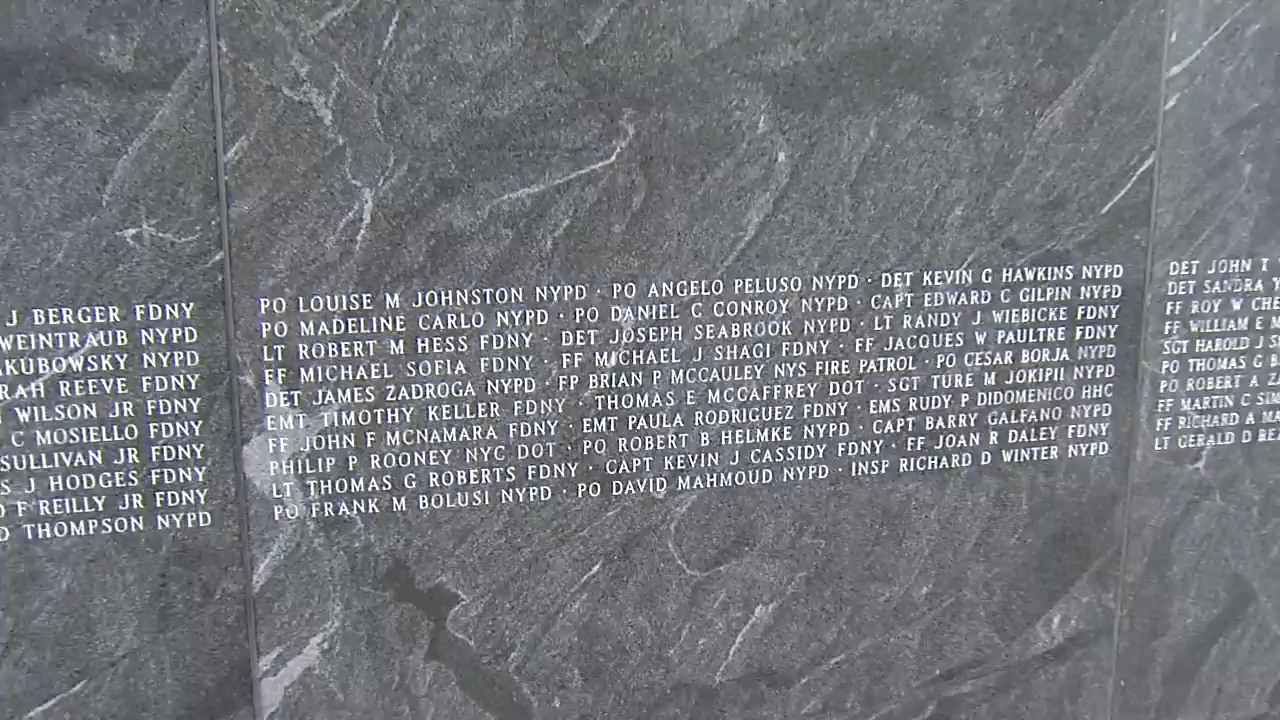 J BERGER FDNY
WEINTRAUB NYPD
AKUBOWSKY NYPD
RAH REEVE FDNY
WILSON JR FDNY
C MOSIELLO FDNY
SULLIVAN JR FDNY
S J HODGES FDNY
F REILLY JR FDNY
D THOMPSON NYPD
PO LOUISE M JOHNSTON NYPD · PO ANGELO PELUSO NYPD · DET KEVIN G HAWKINS NYPD
PO MADELINE CARLO NYPD · PO DANIEL C CONROY NYPD · CAPT EDWARD C GILPIN NYPD
LT ROBERT M HESS FDNY · DET JOSEPH SEABROOK NYPD · LT RANDY J WIEBICKE FDNY
FF MICHAEL SOFIA FDNY · FF MICHAEL J SHAGI FDNY · FF JACQUES W PAULTRE FDNY
DET JAMES ZADROGA NYPD · FP BRIAN P MCCAULEY NYS FIRE PATROL · PO CESAR BORJA NYPD
EMT TIMOTHY KELLER FDNY · THOMAS E MCCAFFREY DOT · SGT TURE M JOKIPII NYPD
FF JOHN F MCNAMARA FDNY · EMT PAULA RODRIGUEZ FDNY · EMS RUDY P DIDOMENICO HHC
PHILIP P ROONEY NYC DOT · PO ROBERT B HELMKE NYPD · CAPT BARRY GALFANO NYPD
LT THOMAS G ROBERTS FDNY · CAPT KEVIN J CASSIDY FDNY · FF JOAN R DALEY FDNY
PO FRANK M BOLUSI NYPD · PO DAVID MAHMOUD NYPD · INSP RICHARD D WINTER NYPD
DET JOHN T
DET SANDRA Y
FF ROY W CHE
FF WILLIAM E M
SGT HAROLD J S
PO THOMAS G B
PO ROBERT A ZA
FF MARTIN C SIM
FF RICHARD A MA
LT GERALD D REA